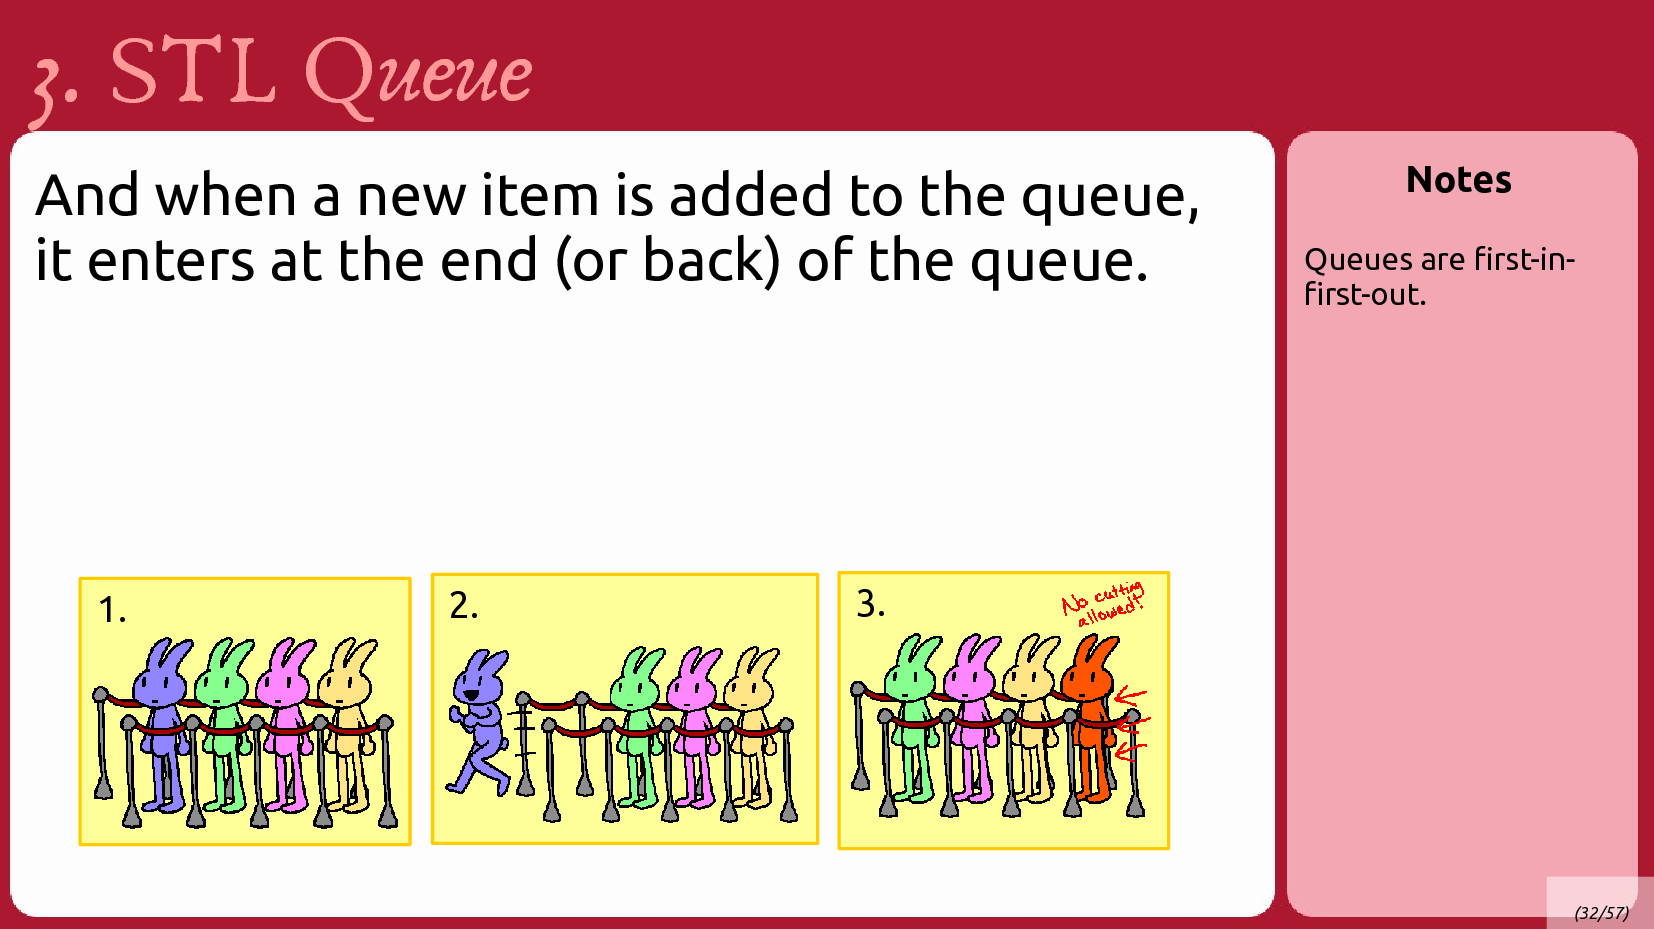 3. STL Queue
And when a new item is added to the queue,
it enters at the end (or back) of the queue.
1.
2.
3.
No cutting
allowed!
Notes
Queues are first-in-
first-out.
(32/57)